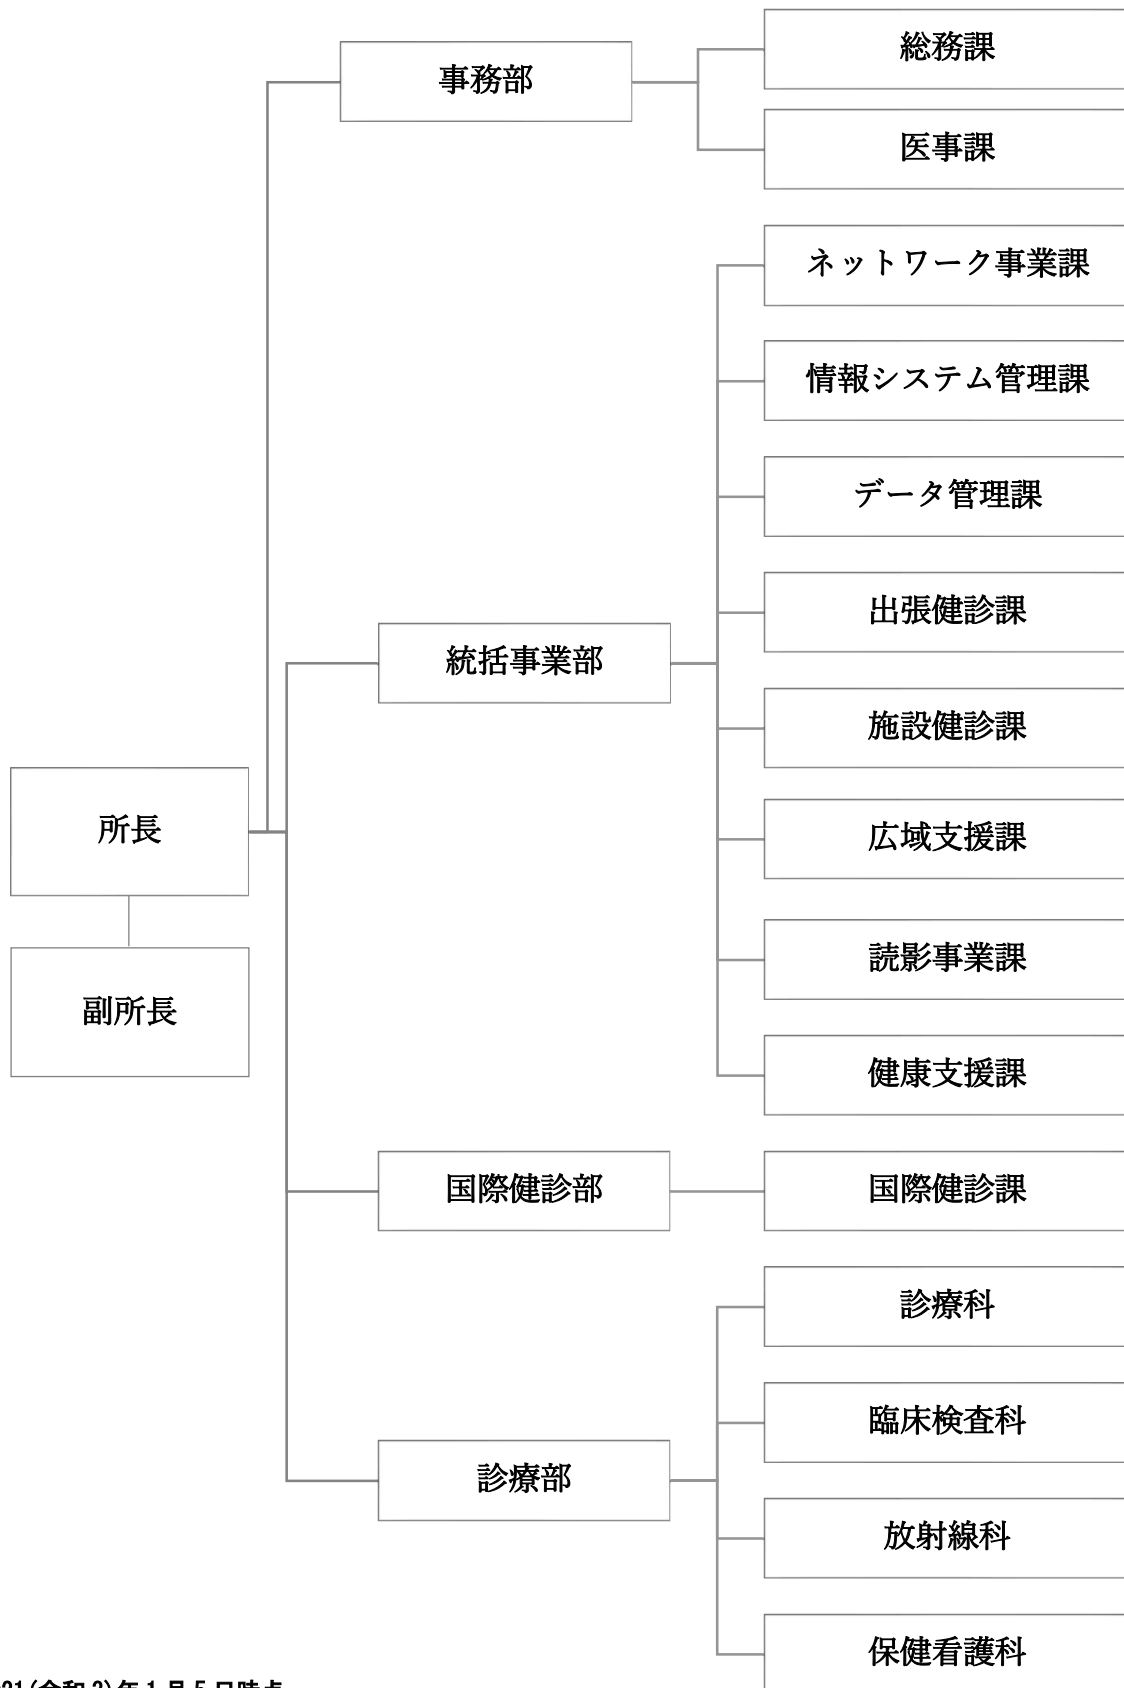 総務課
事務部
医事課
ネットワーク事業課
情報システム管理課
データ管理課
出張健診課
統括事業部
施設健診課
所長
広域支援課
読影事業課
副所長
健康支援課
国際健診部
国際健診課
診療科
臨床検査科
診療部
放射線科
保健看護科